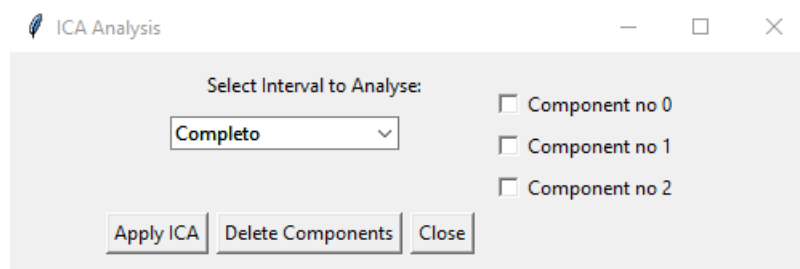 ICA Analysis
Select Interval to Analyse:
Completo
Component no 0
Component no 1
Component no 2
Apply ICA
Delete Components
Close